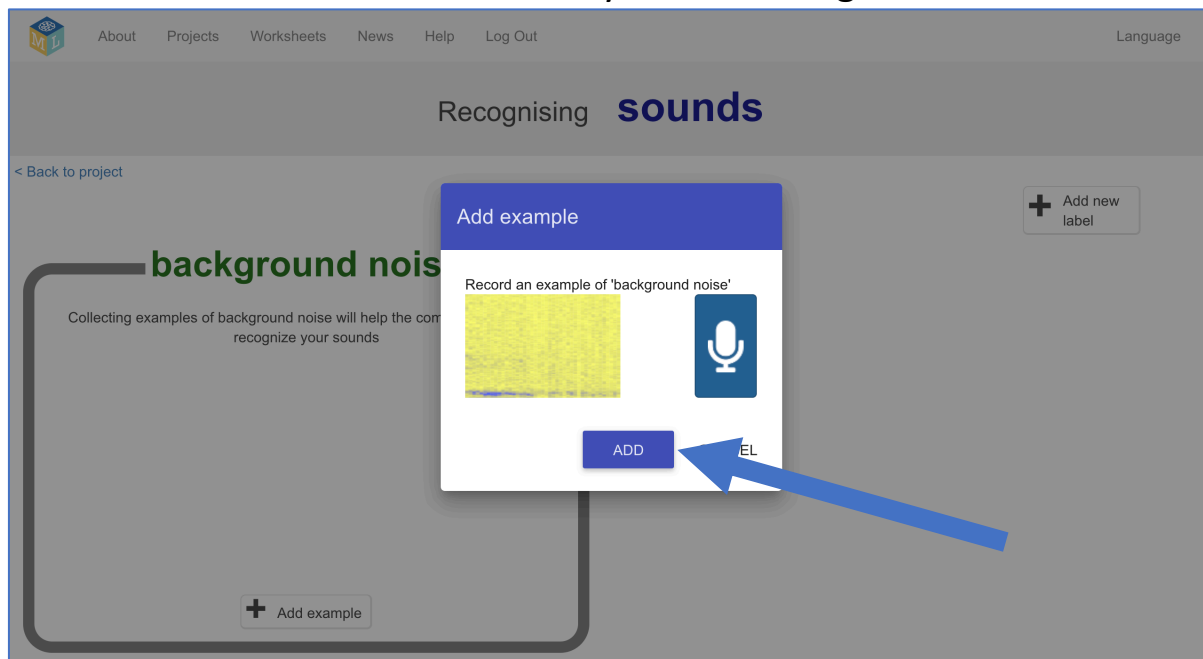 About Projects Worksheets News Help Log Out Language
Recognising sounds
< Back to project
Add new
label
Add example
background nois
Record an example of 'background noise'
Collecting examples of background noise will help the com
recognize your sounds
ADD EL
Add example